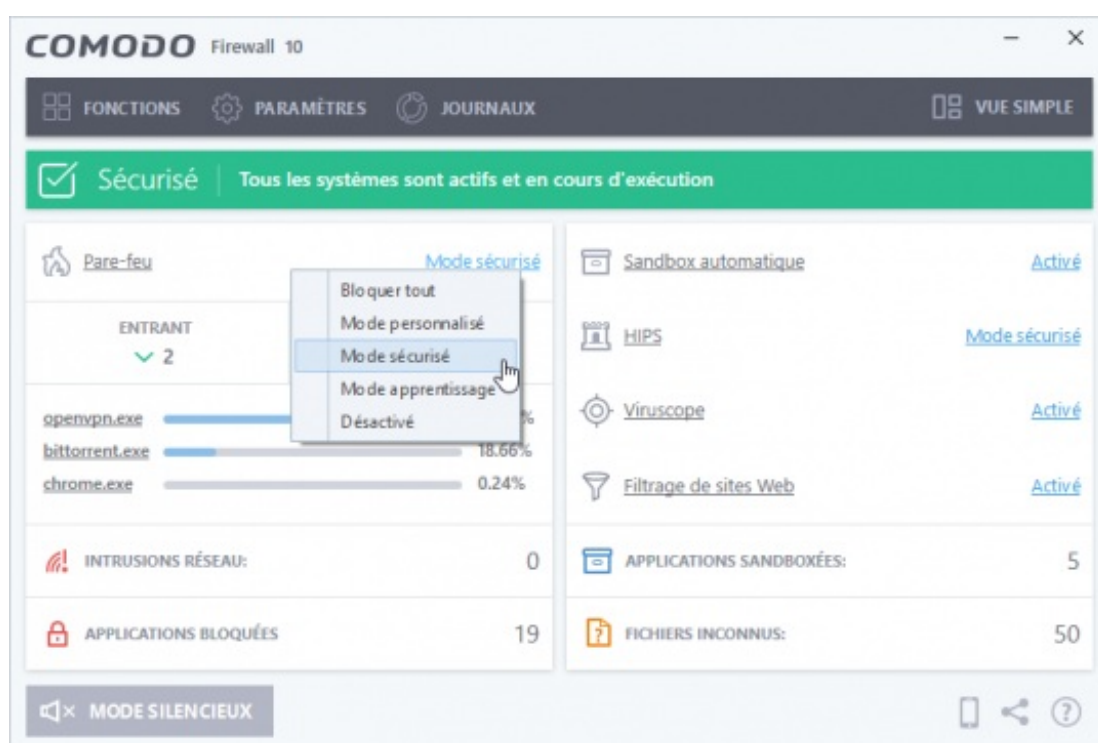 COMODO Firewall 10
FONCTIONS PARAMÈTRES JOURNAUX VUE SIMPLE
Sécurisé Tous les systèmes sont actifs et en cours d'exécution
Pare-feu Mode sécurisé
Bloquer tout
Mode personnalisé
Mode sécurisé
Mode apprentissage
Désactivé
ENTRANT
2
openvpn.exe %
bittorrent.exe 18.66%
chrome.exe 0.24%
INTRUSIONS RÉSEAU: 0
APPLICATIONS BLOQUÉES 19
Sandbox automatique Activé
HIPS Mode sécurisé
Viruscope Activé
Filtrage de sites Web Activé
APPLICATIONS SANDBOXÉES: 5
FICHIERS INCONNUS: 50
MODE SILENCIEUX